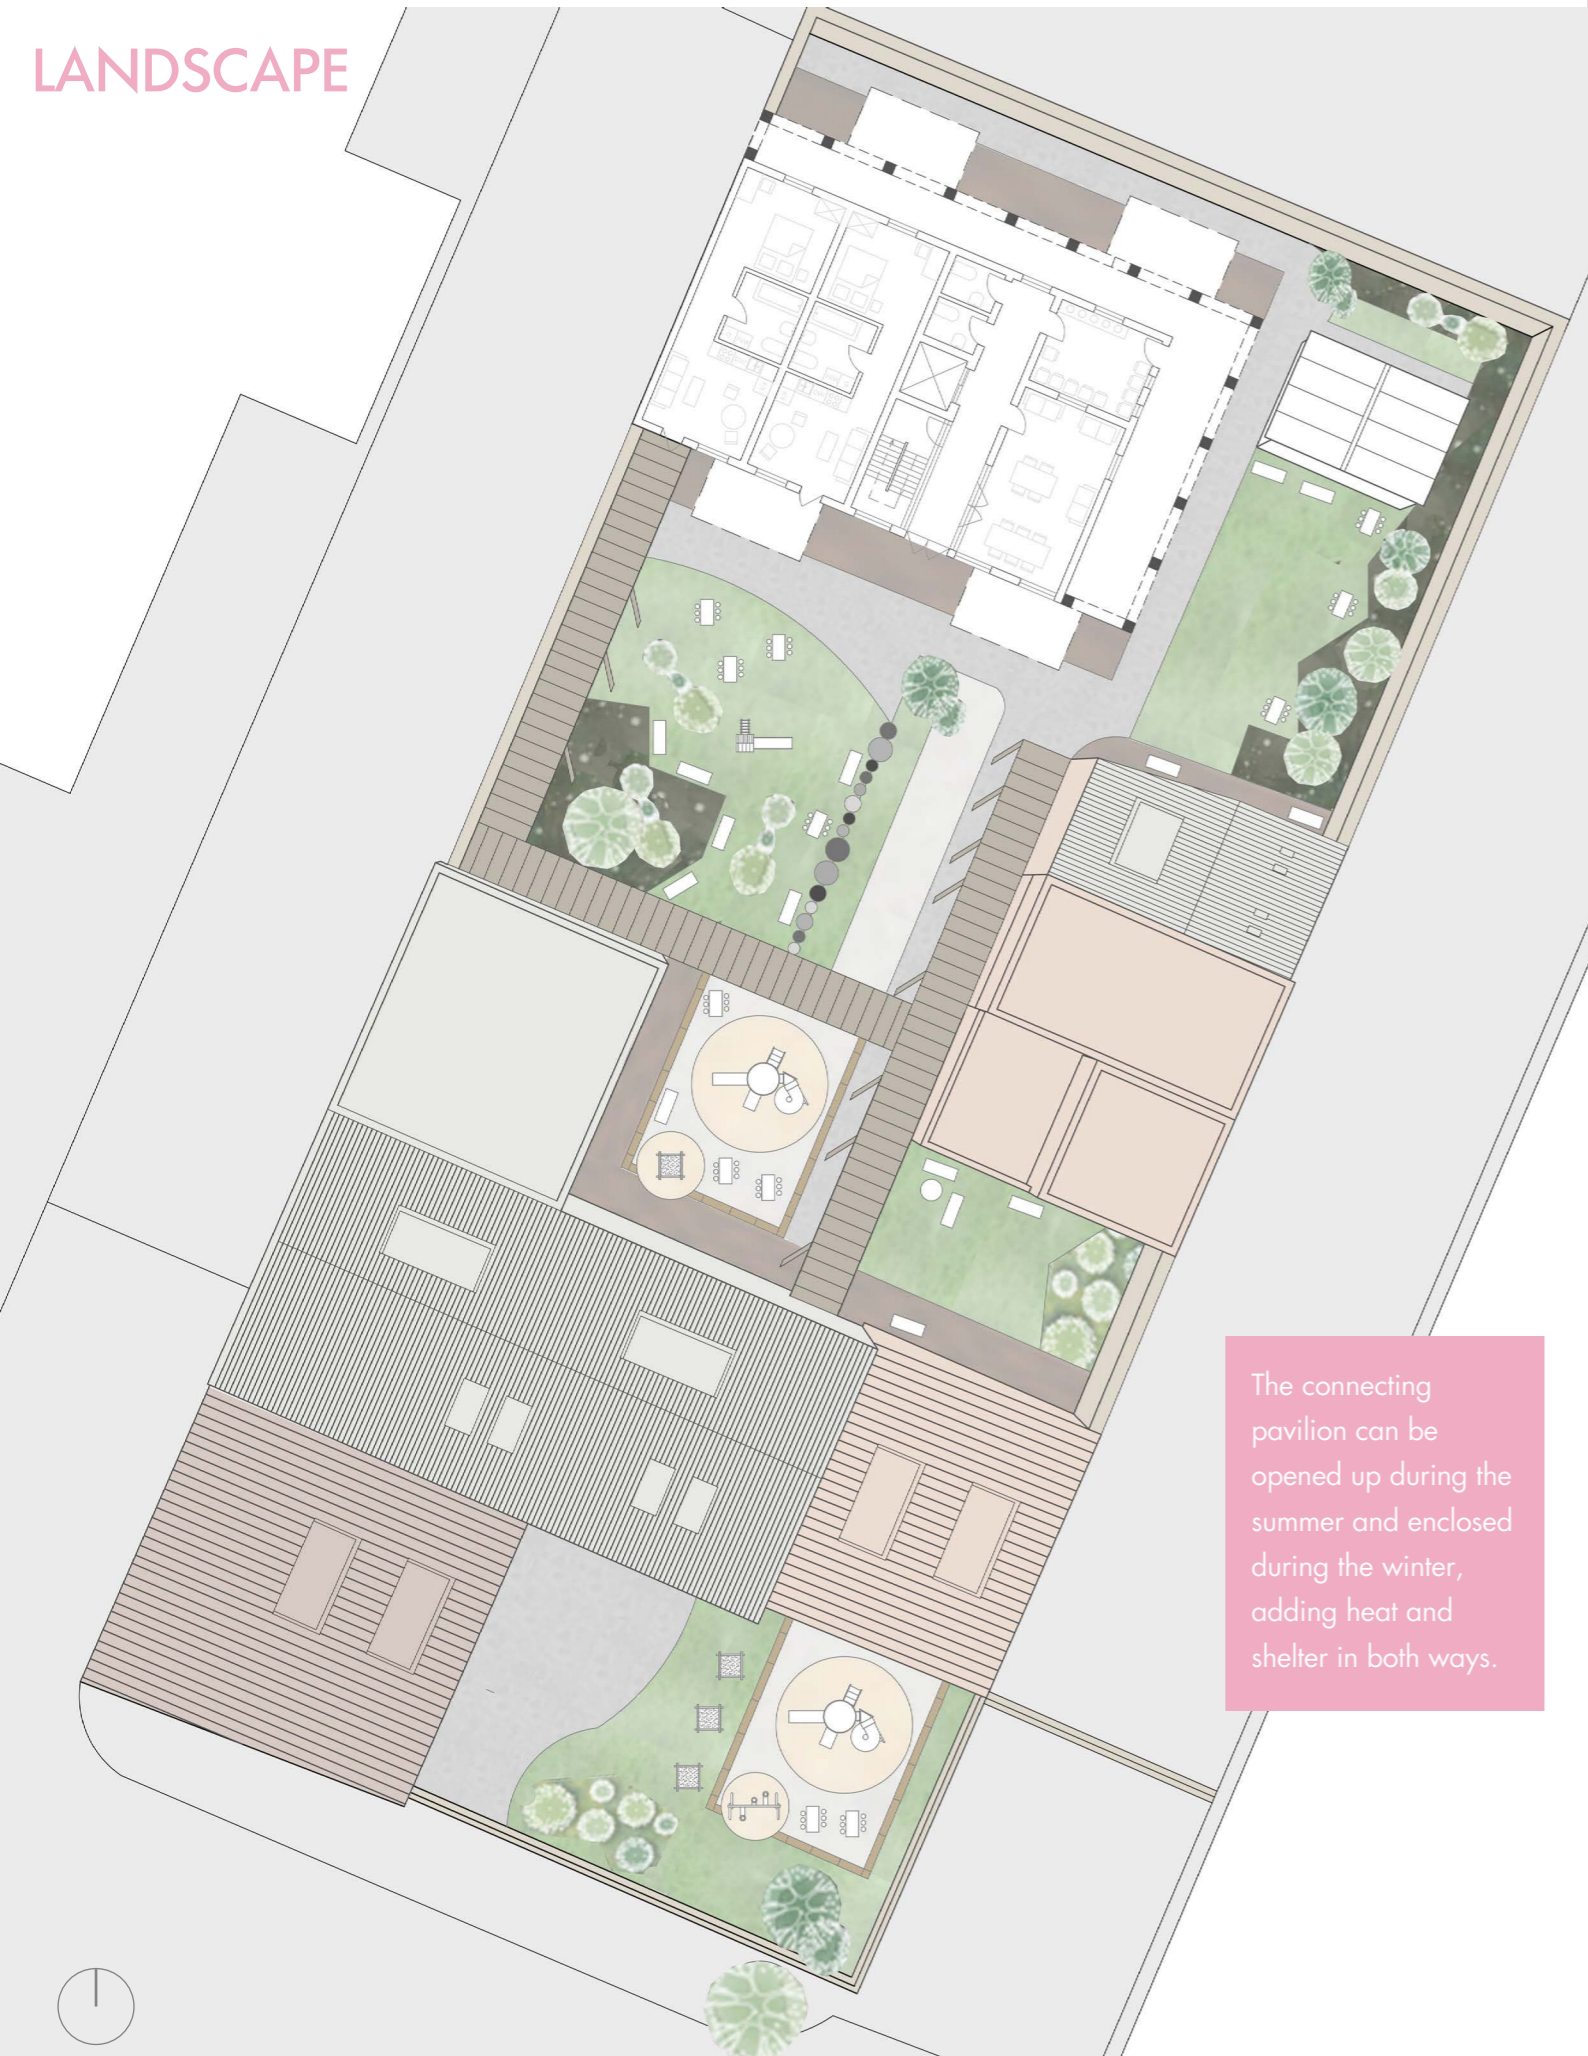 LANDSCAPE
The connecting
pavilion can be
opened up during the
summer and enclosed
during the winter,
adding heat and
shelter in both ways.